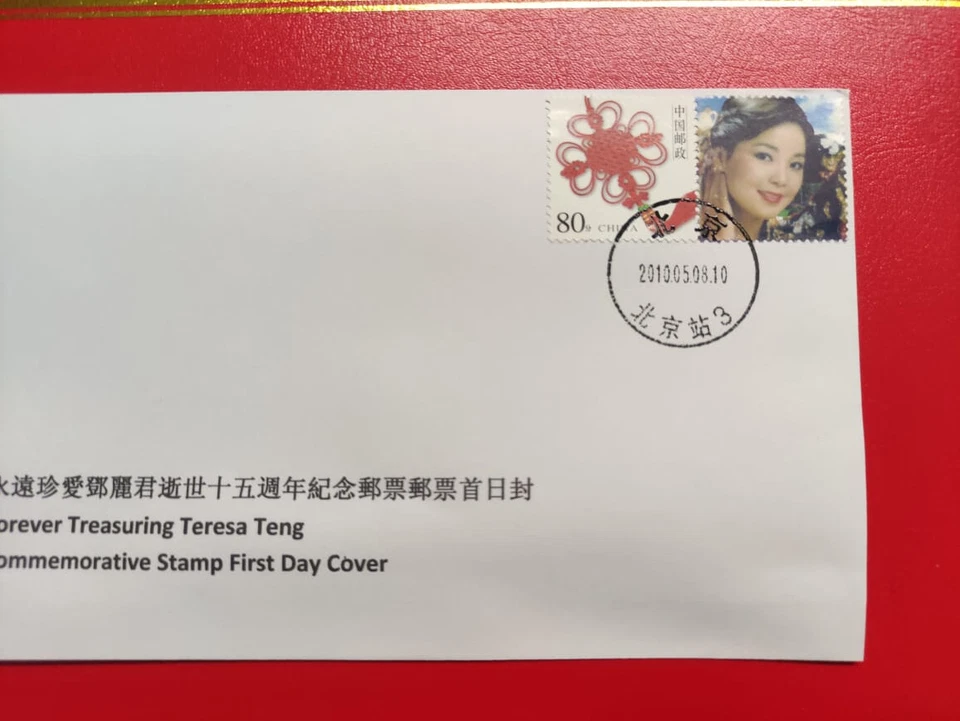 中国邮政
80分 CHINA
北京
2010.05.08.10
北京站3
永遠珍愛鄧麗君逝世十五週年紀念郵票郵票首日封
orever Treasuring Teresa Teng
ommemorative Stamp First Day Cover